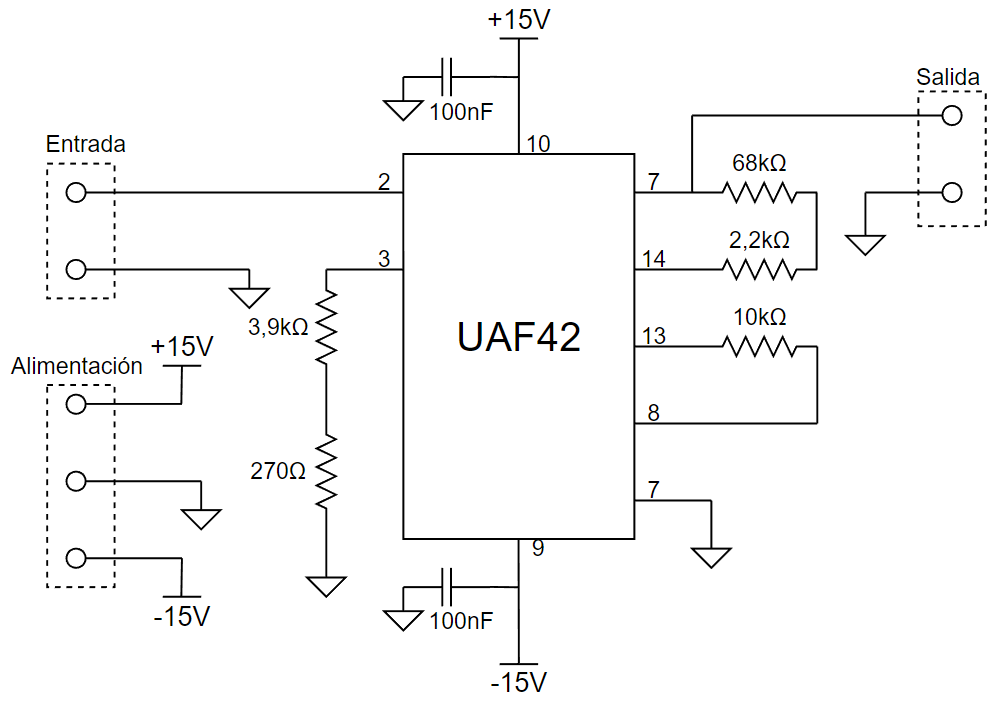 +15V
100nF
10
Entrada
2
3
3,9kΩ
270Ω
Alimentación
+15V
-15V
UAF42
7
68kΩ
14
2,2kΩ
13
10kΩ
8
7
Salida
9
100nF
-15V